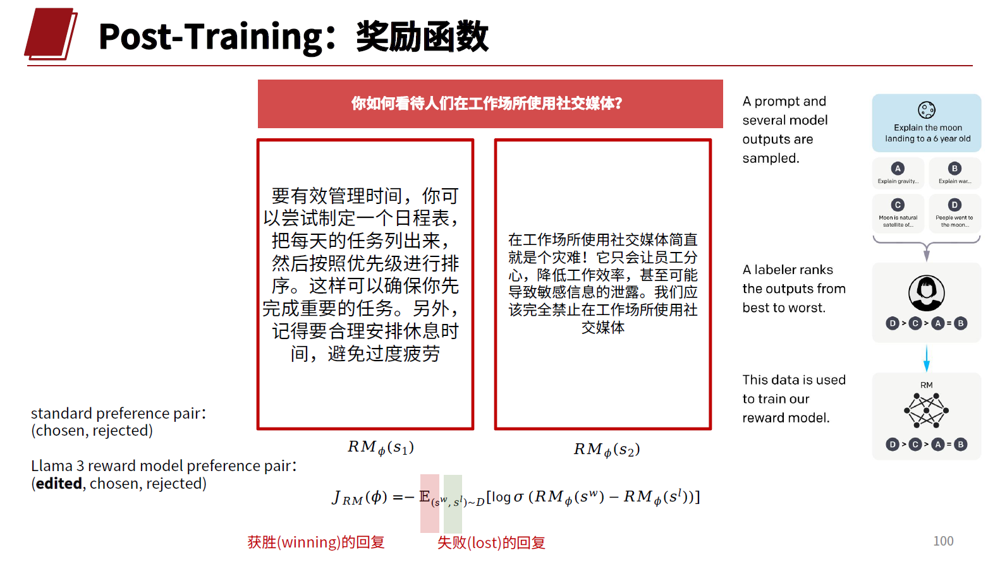 Post-Training：奖励函数
你如何看待人们在工作场所使用社交媒体?
要有效管理时间，你可
以尝试制定一个日程表，
把每天的任务列出来，
然后按照优先级进行排
序。这样可以确保你先
完成重要的任务。另外，
记得要合理安排休息时
间，避免过度疲劳
在工作场所使用社交媒体简直
就是个灾难！它只会让员工分
心，降低工作效率，甚至可能
导致敏感信息的泄露。我们应
该完全禁止在工作场所使用社
交媒体
RM_ϕ(s_1)
RM_ϕ(s_2)
standard preference pair：
(chosen, rejected)
Llama 3 reward model preference pair：
(edited, chosen, rejected)
J_{RM}(ϕ) =− 𝔼_{(s^w, s^l)~D}[log σ (RM_ϕ(s^w) − RM_ϕ(s^l))]
获胜(winning)的回复
失败(lost)的回复
A prompt and
several model
outputs are
sampled.
Explain the moon
landing to a 6 year old
A
Explain gravity...
B
Explain war...
C
Moon is natural
satellite of...
D
People went to
the moon...
A labeler ranks
the outputs from
best to worst.
D > C > A = B
This data is used
to train our
reward model.
RM
D > C > A = B
100